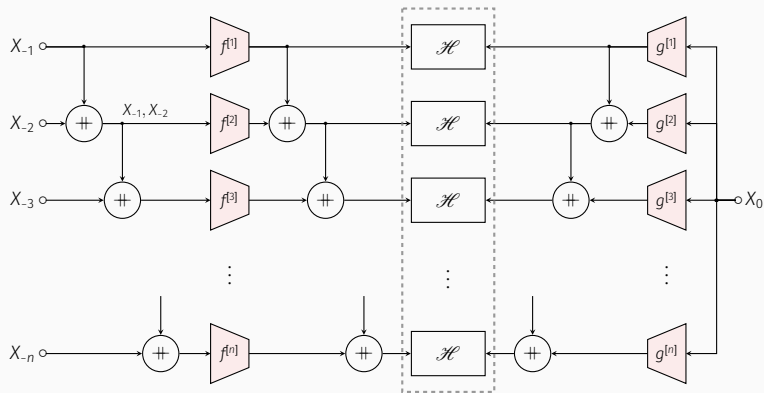 X₋₁ f[1] ℋ g[1]
X₋₁, X₋₂
X₋₂ ⧺ f[2] ⧺ ℋ ⧺ g[2]
X₋₃ ⧺ f[3] ⧺ ℋ ⧺ g[3] X₀
⋮ ⋮ ⋮
X₋ₙ ⧺ f[n] ⧺ ℋ ⧺ g[n]